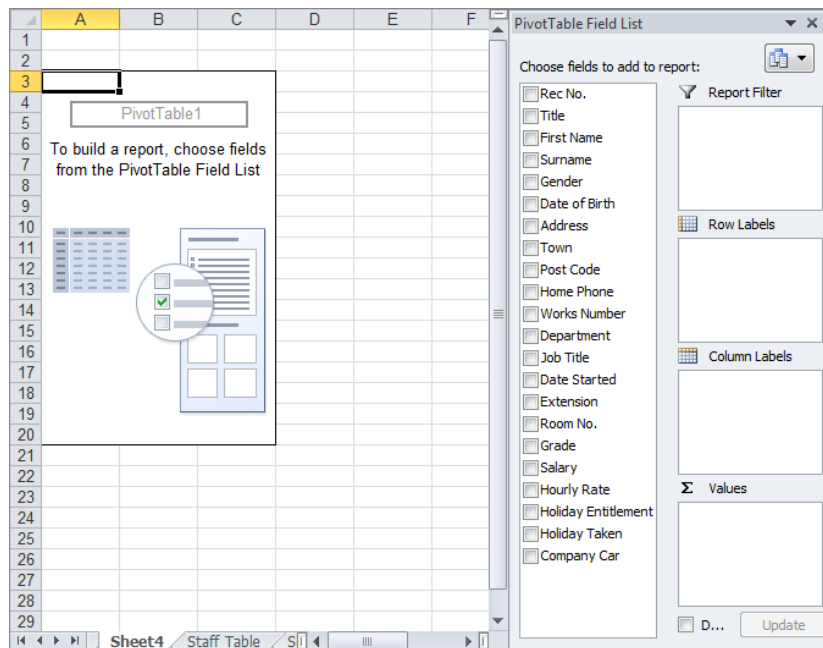 A B C D E F
PivotTable Field List
1
2
3
4
5
6
7
8
9
10
11
12
13
14
15
16
17
18
19
20
21
22
23
24
25
26
27
28
29
PivotTable1
To build a report, choose fields
from the PivotTable Field List
Choose fields to add to report:
Rec No.
Title
First Name
Surname
Gender
Date of Birth
Address
Town
Post Code
Home Phone
Works Number
Department
Job Title
Date Started
Extension
Room No.
Grade
Salary
Hourly Rate
Holiday Entitlement
Holiday Taken
Company Car
Report Filter
Row Labels
Column Labels
Σ Values
D... Update
Sheet4 Staff Table S